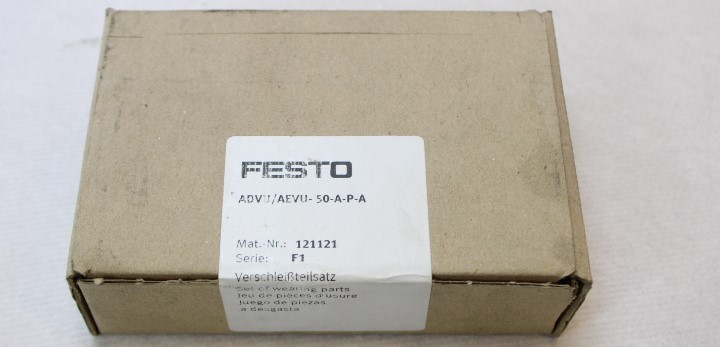 FESTO
ADVU/AEVU- 50-A-P-A
Mat.-Nr.: 121121
Serie: F1
Verschleißteilsatz
Set of wearing parts
Jeu de pièces d'usure
Juego de piezas
a desgaste